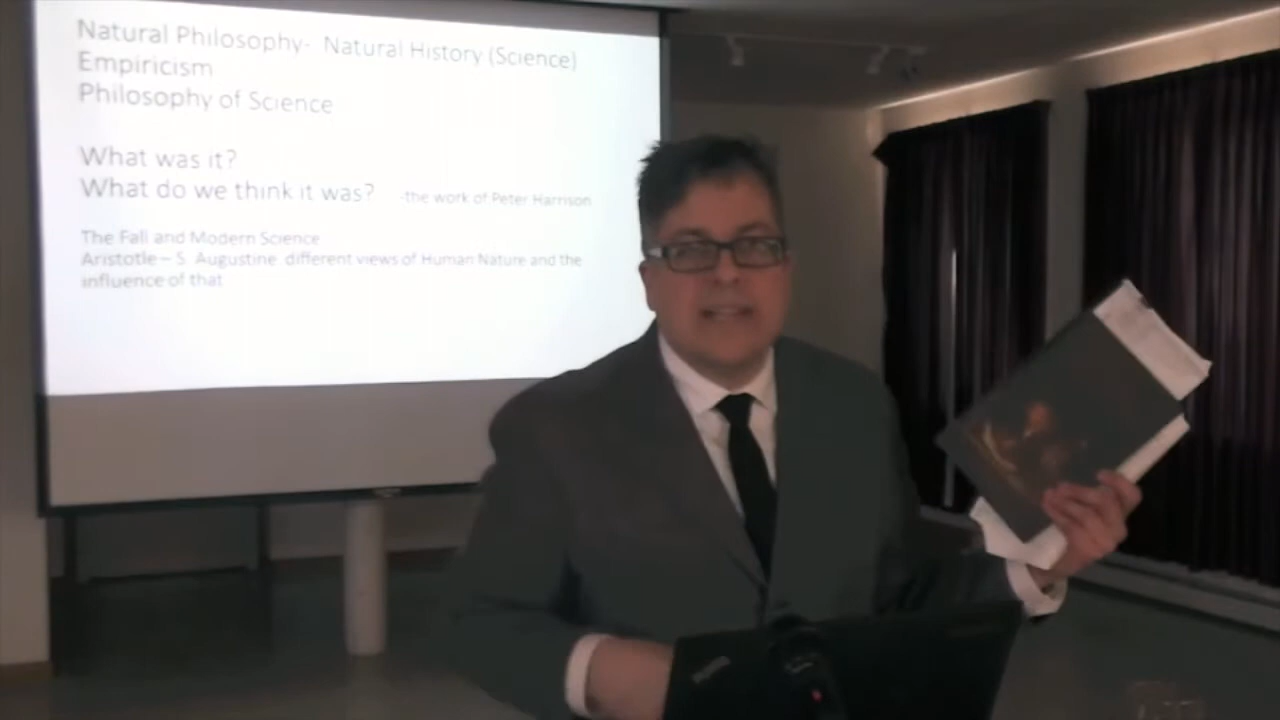 Natural Philosophy- Natural History (Science)
Empiricism
Philosophy of Science
What was it?
What do we think it was? -the work of Peter Harrison
The Fall and Modern Science
Aristotle – S. Augustine: different views of Human Nature and the
influence of that